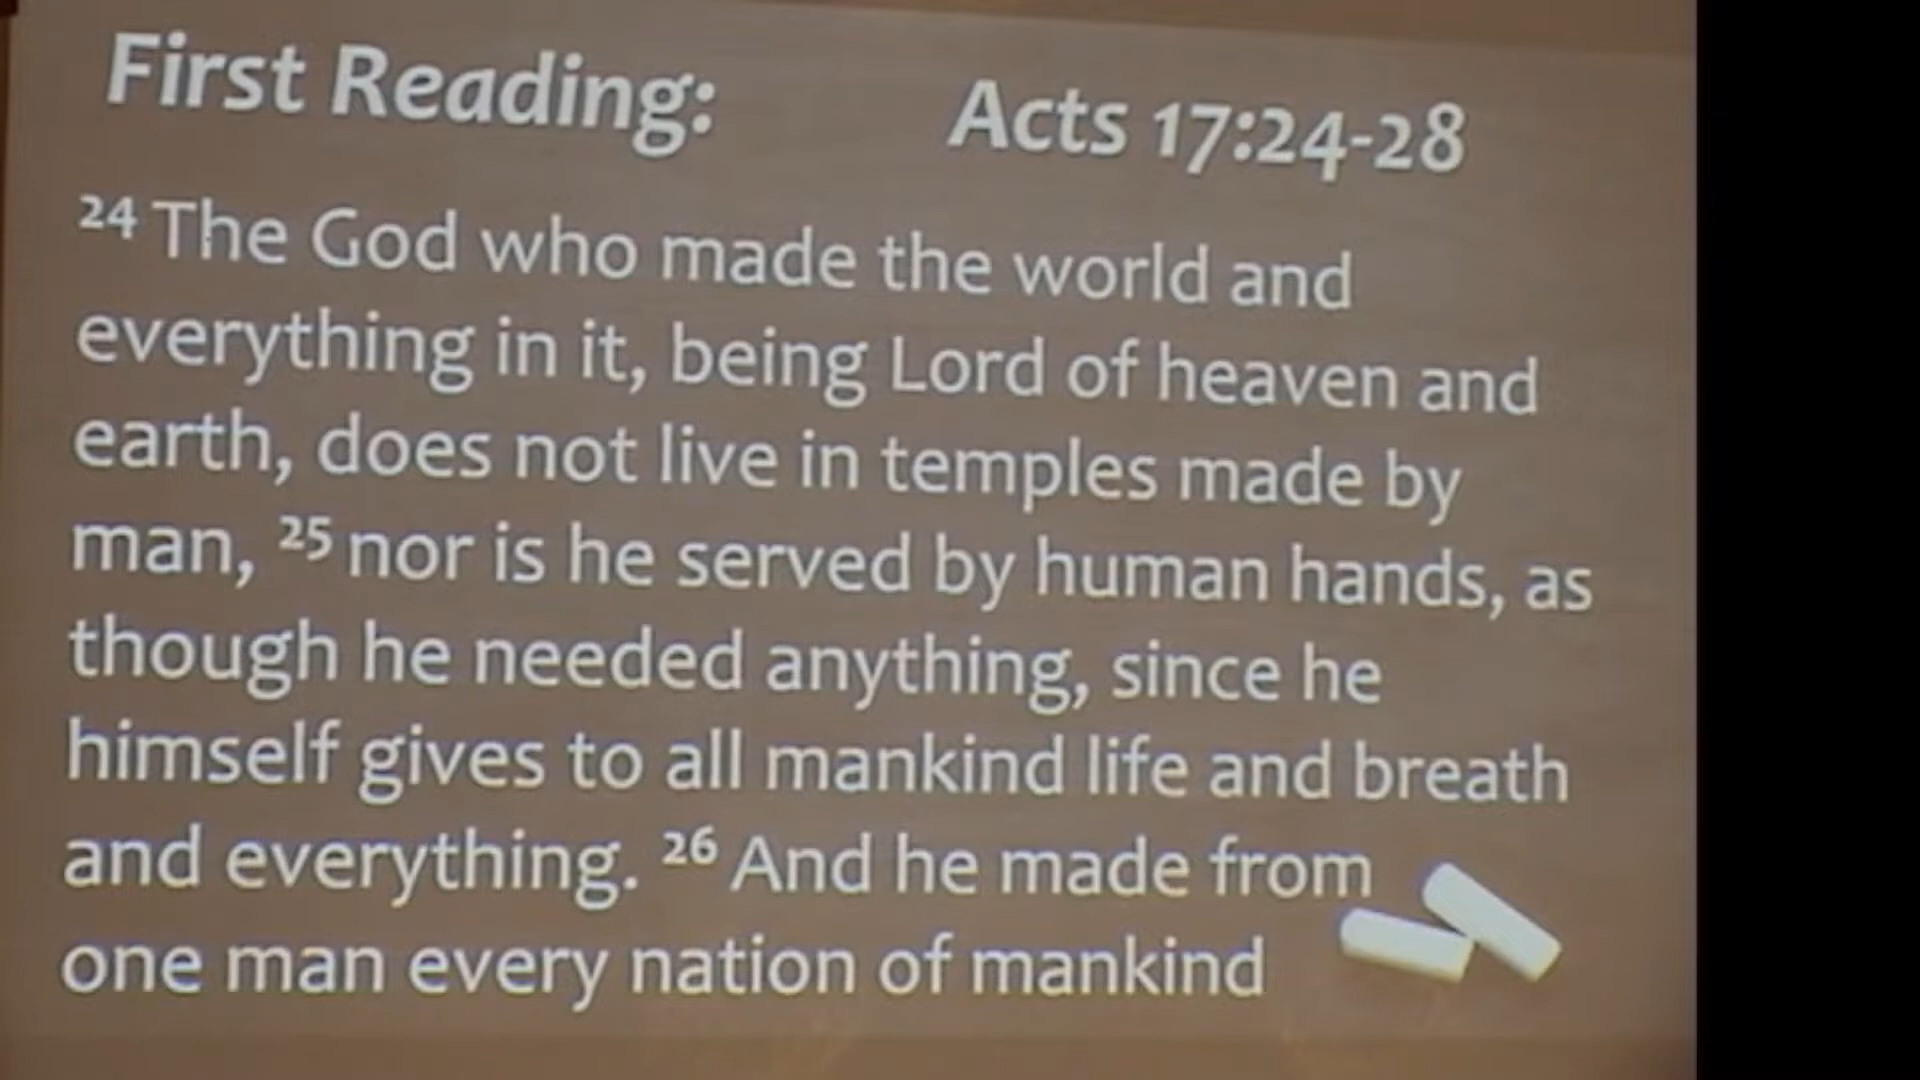 First Reading: Acts 17:24-28
24 The God who made the world and
everything in it, being Lord of heaven and
earth, does not live in temples made by
man, 25 nor is he served by human hands, as
though he needed anything, since he
himself gives to all mankind life and breath
and everything. 26 And he made from
one man every nation of mankind